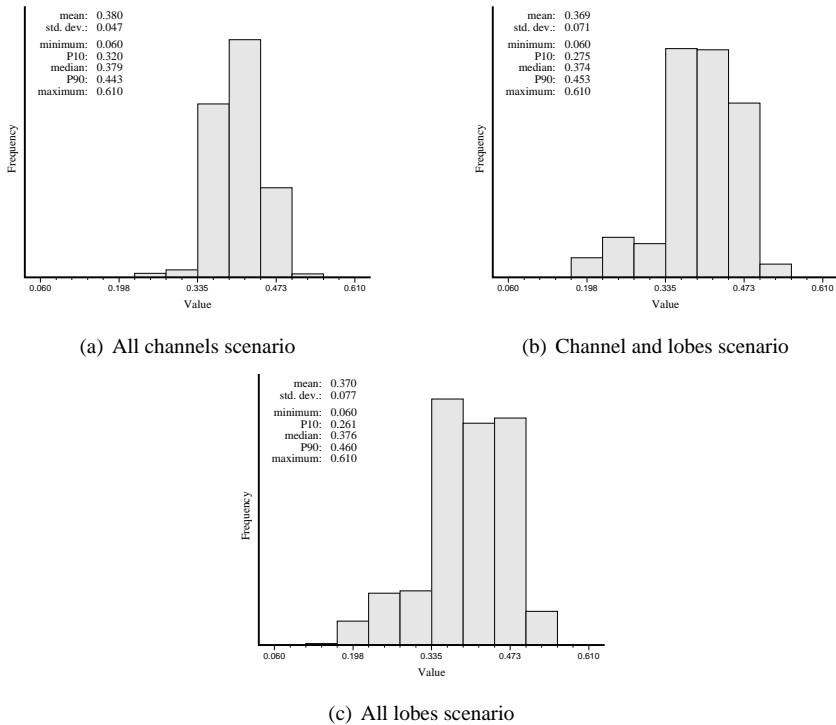 mean: 0.380
std. dev.: 0.047
minimum: 0.060
P10: 0.320
median: 0.379
P90: 0.443
maximum: 0.610
Frequency
0.060 0.198 0.335 0.473 0.610
Value
(a) All channels scenario
mean: 0.369
std. dev.: 0.071
minimum: 0.060
P10: 0.275
median: 0.374
P90: 0.453
maximum: 0.610
Frequency
0.060 0.198 0.335 0.473 0.610
Value
(b) Channel and lobes scenario
mean: 0.370
std. dev.: 0.077
minimum: 0.060
P10: 0.261
median: 0.376
P90: 0.460
maximum: 0.610
Frequency
0.060 0.198 0.335 0.473 0.610
Value
(c) All lobes scenario